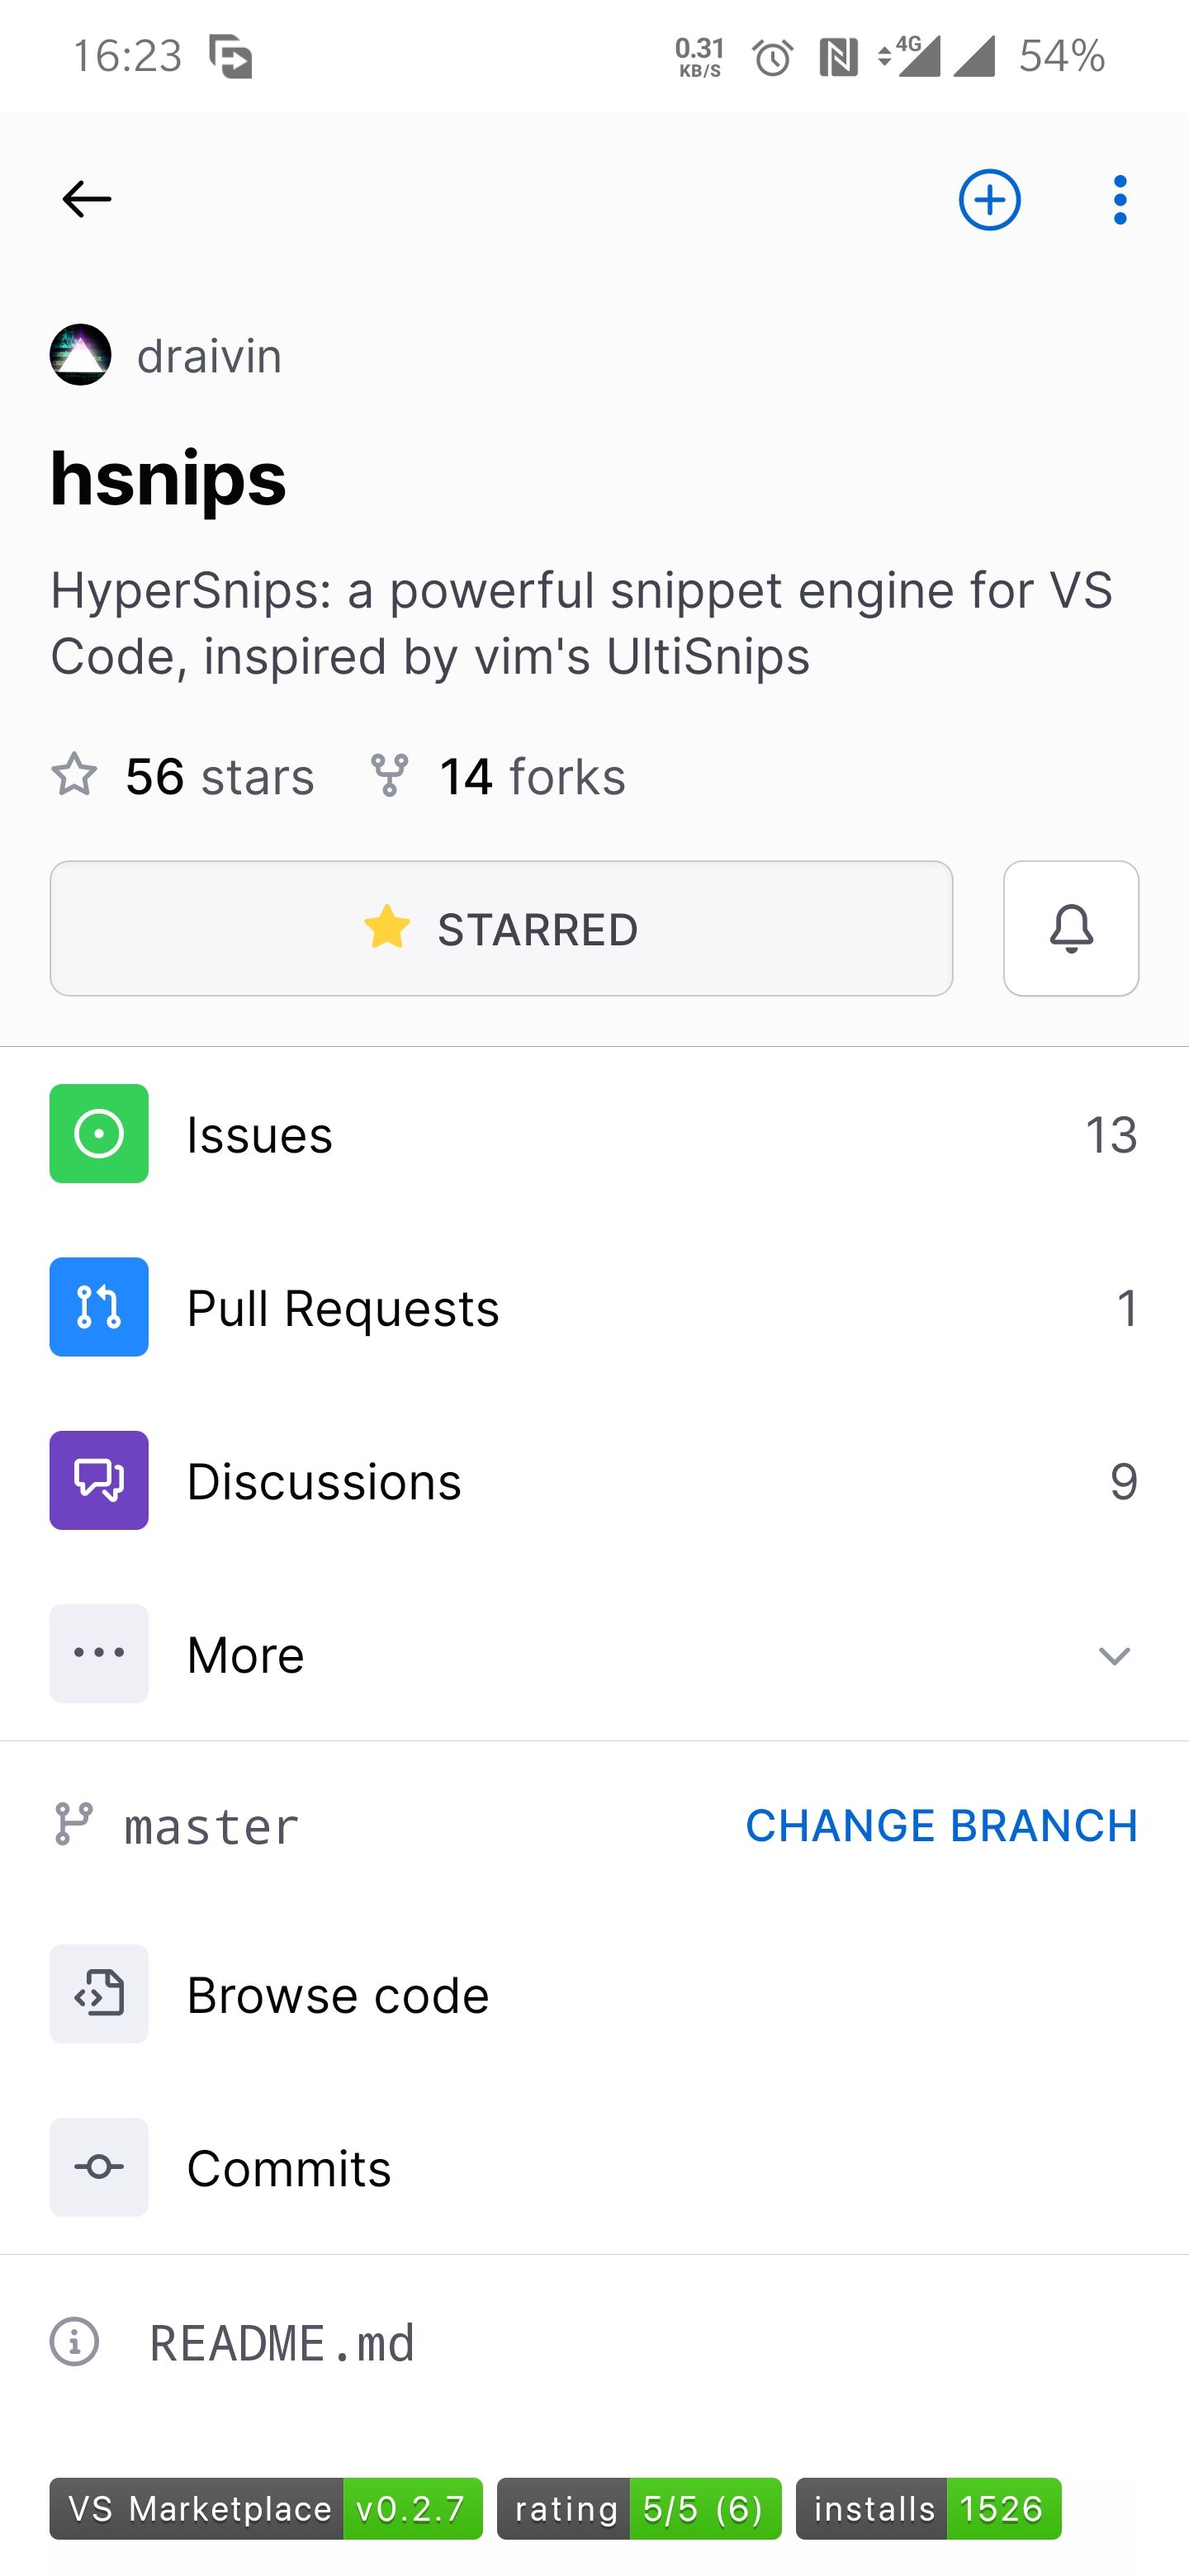 16:23
0.31 KB/S 4G 54%
draivin
hsnips
HyperSnips: a powerful snippet engine for VS
Code, inspired by vim's UltiSnips
56 stars 14 forks
STARRED
Issues 13
Pull Requests 1
Discussions 9
More
master CHANGE BRANCH
Browse code
Commits
README.md
VS Marketplace v0.2.7 rating 5/5 (6) installs 1526